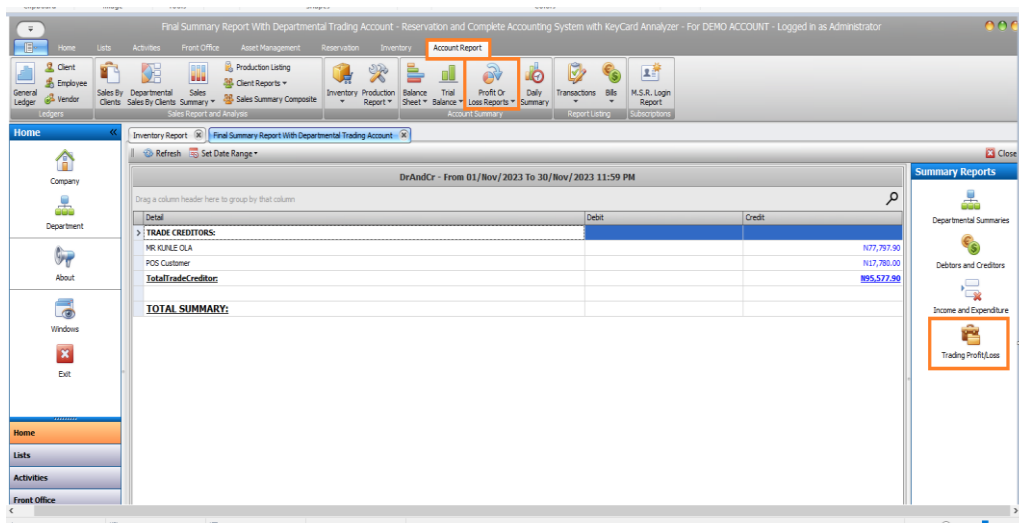 Final Summary Report With Departmental Trading Account - Reservation and Complete Accounting System with KeyCard Annalyzer - For DEMO ACCOUNT - Logged in as Administrator
Home Lists Activities Front Office Asset Management Reservation Inventory Account Report
General Ledger
Client
Employee
Vendor
Sales By Clients
Departmental Sales By Clients
Sales Summary
Production Listing
Client Reports
Sales Summary Composite
Inventory
Production Report
Balance Sheet
Trial Balance
Profit Or Loss Reports
Daily Summary
Transactions
Bills
M.S.R. Login Report
Ledgers Sales Report and Analysis Account Summary Report Listing Subscriptions
Home «
Company
Department
About
Windows
Exit
Home
Lists
Activities
Front Office
Inventory Report Final Summary Report With Departmental Trading Account
Refresh Set Date Range Close
DrAndCr - From 01/Nov/2023 To 30/Nov/2023 11:59 PM
Drag a column header here to group by that column
Detail Debit Credit
TRADE CREDITORS:
MR KUNLE OLA ₦77,797.90
POS Customer ₦17,780.00
TotalTradeCreditor: ₦95,577.90
TOTAL SUMMARY:
Summary Reports
Departmental Summaries
Debtors and Creditors
Income and Expenditure
Trading Profit/Loss